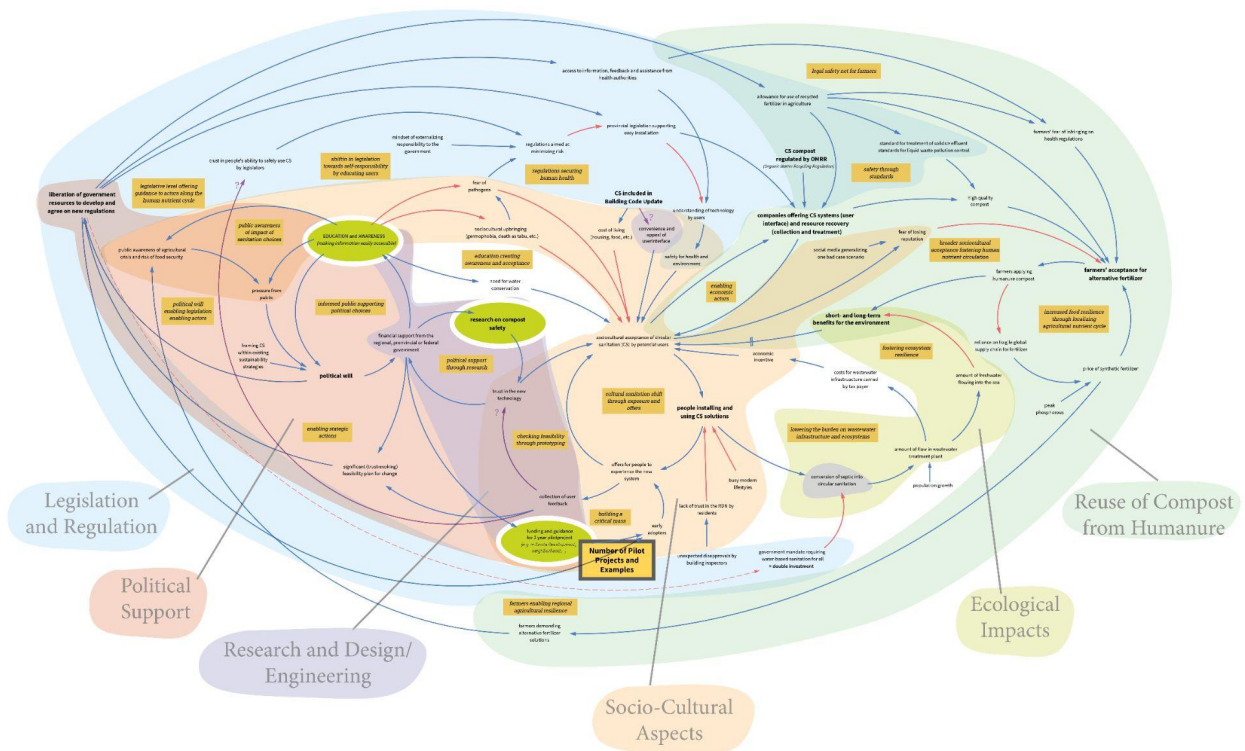 access to information, feedback and assistance from
health authorities
legal safety net for farmers
allowance for use of recycled
fertilizer in agriculture
provincial legislation supporting
easy installation
mindset of externalizing
responsibility to the
government
regulations aimed at
minimizing risk
CS compost
regulated by OMRR
(Organic Matter Recycling Regulation)
standard for treatment of solids/effluent
standards for liquid waste pollution control
farmers' fear of infringing on
health regulations
trust in people's ability to safely use CS
by legislators
shift in legislation
towards self-responsibility
by educating users
regulations securing
human health
safety through
standards
liberation of government
resources to develop and
agree on new regulations
legislative level offering
guidance to actors along the
human nutrient cycle
fear of
pathogens
CS included in
Building Code Update
high quality
compost
public awareness
of impact of
sanitation choices
EDUCATION and AWARENESS
(making information easily accessible)
sociocultural upbringing
(germophobia, death as tabu, etc.)
cost of living
(housing, food, etc.)
?
convenience and
appeal of
userinterface
understanding of technology
by users
companies offering CS systems (user
interface) and resource recovery
(collection and treatment)
fear of losing
reputation
public awareness of agricultural
crisis and risk of food security
education creating
awareness and acceptance
safety for health and
environment
social media generalizing
one bad case scenario
broader sociocultural
acceptance fostering human
nutrient circulation
farmers' acceptance for
alternative fertilizer
pressure from
public
need for water
conservation
enabling
economic
actors
farmers applying
humanure compost
political will
enabling legislation
enabling actors
informed public supporting
political choices
research on compost
safety
short- and long-term
benefits for the environment
increased food resilience
through localizing
agricultural nutrient cycle
framing CS
within existing
sustainability
strategies
financial support from the
regional, provincial or federal
government
sociocultural acceptance of circular
sanitation (CS) by potential users
economic
incentive
fostering ecosystem
resilience
reliance on fragile global
supply chain for fertilizer
political will
political support
through research
trust in the new
technology
?
cultural sanitation shift
through exposure and
offers
people installing and
using CS solutions
costs for wastewater
infrastructure carried
by tax payer
amount of freshwater
flowing into the sea
price of synthetic fertilizer
peak
phosphorous
enabling stategic
actions
checking feasibility
through prototyping
lowering the burden on wastewater
infrastructure and ecosystems
amount of flow in wastewater
treatment plant
significant (trust-making)
feasibility plan for change
offers for people to
experience the new
system
busy modern
lifestyles
conversion of septic into
circular sanitation
population growth
collection of user
feedback
lack of trust in the RDN by
residents
building a
critical mass
early
adopters
funding and guidance
for 3 year pilotproject
Number of Pilot
Projects and
Examples
unexpected disapprovals by
building inspectors
government mandate requiring
water-based sanitation for all
= double investment
farmers enabling regional
agricultural resilience
farmers demanding
alternative fertilizer
solutions
Legislation
and Regulation
Political
Support
Research and Design/
Engineering
Socio-Cultural
Aspects
Ecological
Impacts
Reuse of Compost
from Humanure